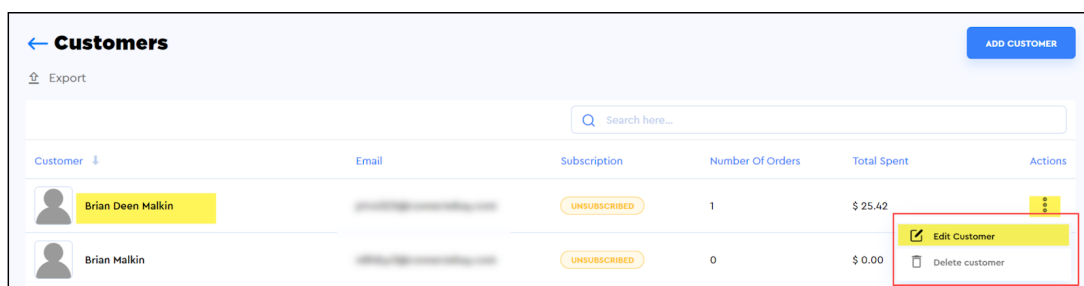 ← Customers
ADD CUSTOMER
Export
Search here...
Customer ↓ Email Subscription Number Of Orders Total Spent Actions
Brian Deen Malkin UNSUBSCRIBED 1 $ 25.42
Edit Customer
Brian Malkin UNSUBSCRIBED 0 $ 0.00
Delete customer